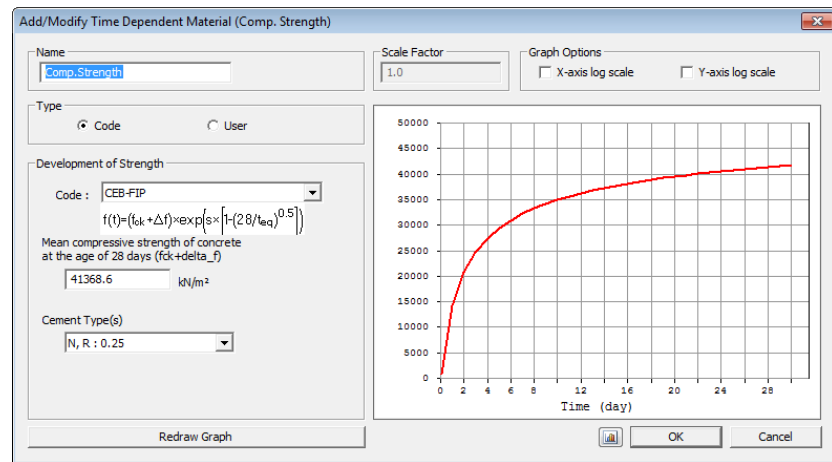 Add/Modify Time Dependent Material (Comp. Strength)
Name
Comp.Strength
Scale Factor
1.0
Graph Options
X-axis log scale
Y-axis log scale
Type
Code
User
Development of Strength
Code :
CEB-FIP
f(t)=(fck+Δf)×exp(s×[1-(28/teq)^0.5])
Mean compressive strength of concrete
at the age of 28 days (fck+delta_f)
41368.6
kN/m²
Cement Type(s)
N, R : 0.25
Redraw Graph
50000
45000
40000
35000
30000
25000
20000
15000
10000
5000
0
0 2 4 6 8 12 16 20 24 28
Time (day)
OK
Cancel